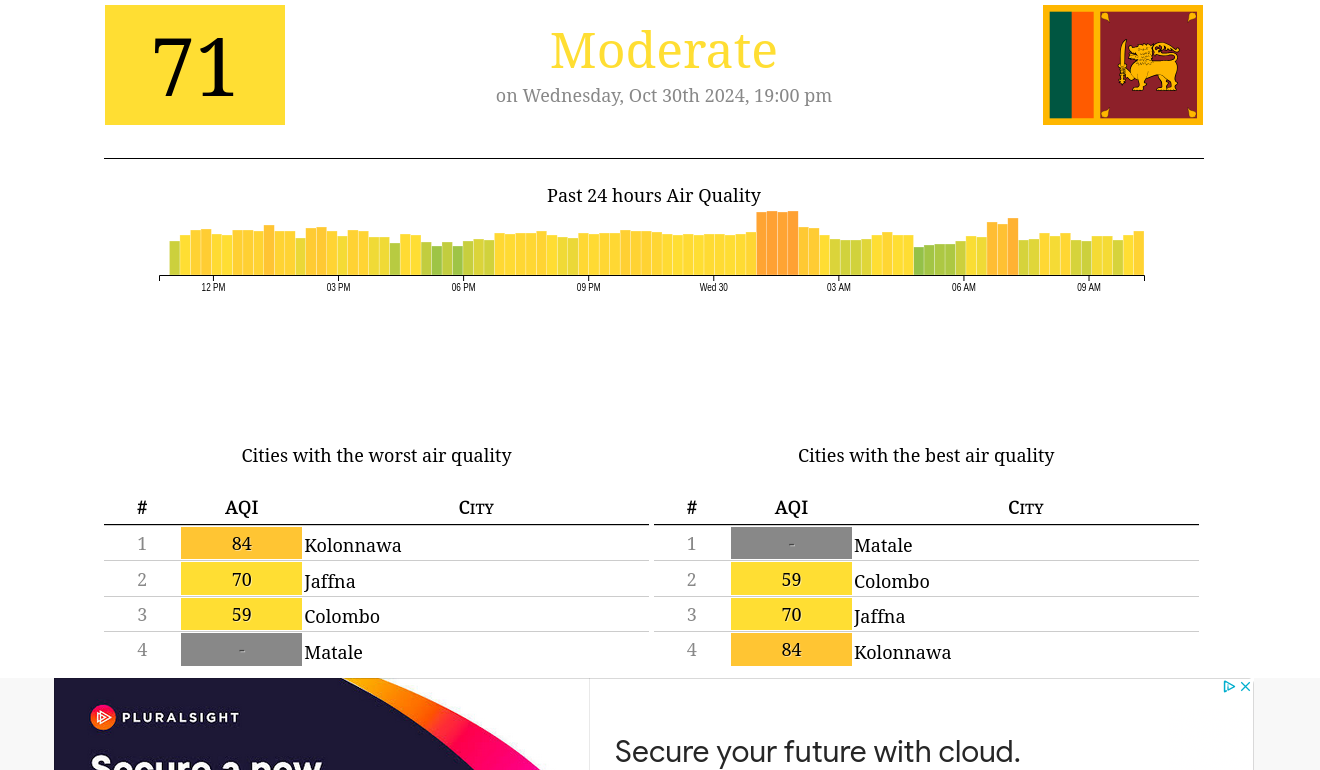 71
Moderate
on Wednesday, Oct 30th 2024, 19:00 pm
Past 24 hours Air Quality
12 PM 03 PM 06 PM 09 PM Wed 30 03 AM 06 AM 09 AM
Cities with the worst air quality
# AQI City
1 84 Kolonnawa
2 70 Jaffna
3 59 Colombo
4 - Matale
Cities with the best air quality
# AQI City
1 - Matale
2 59 Colombo
3 70 Jaffna
4 84 Kolonnawa
PLURALSIGHT
Secure a new
Secure your future with cloud.